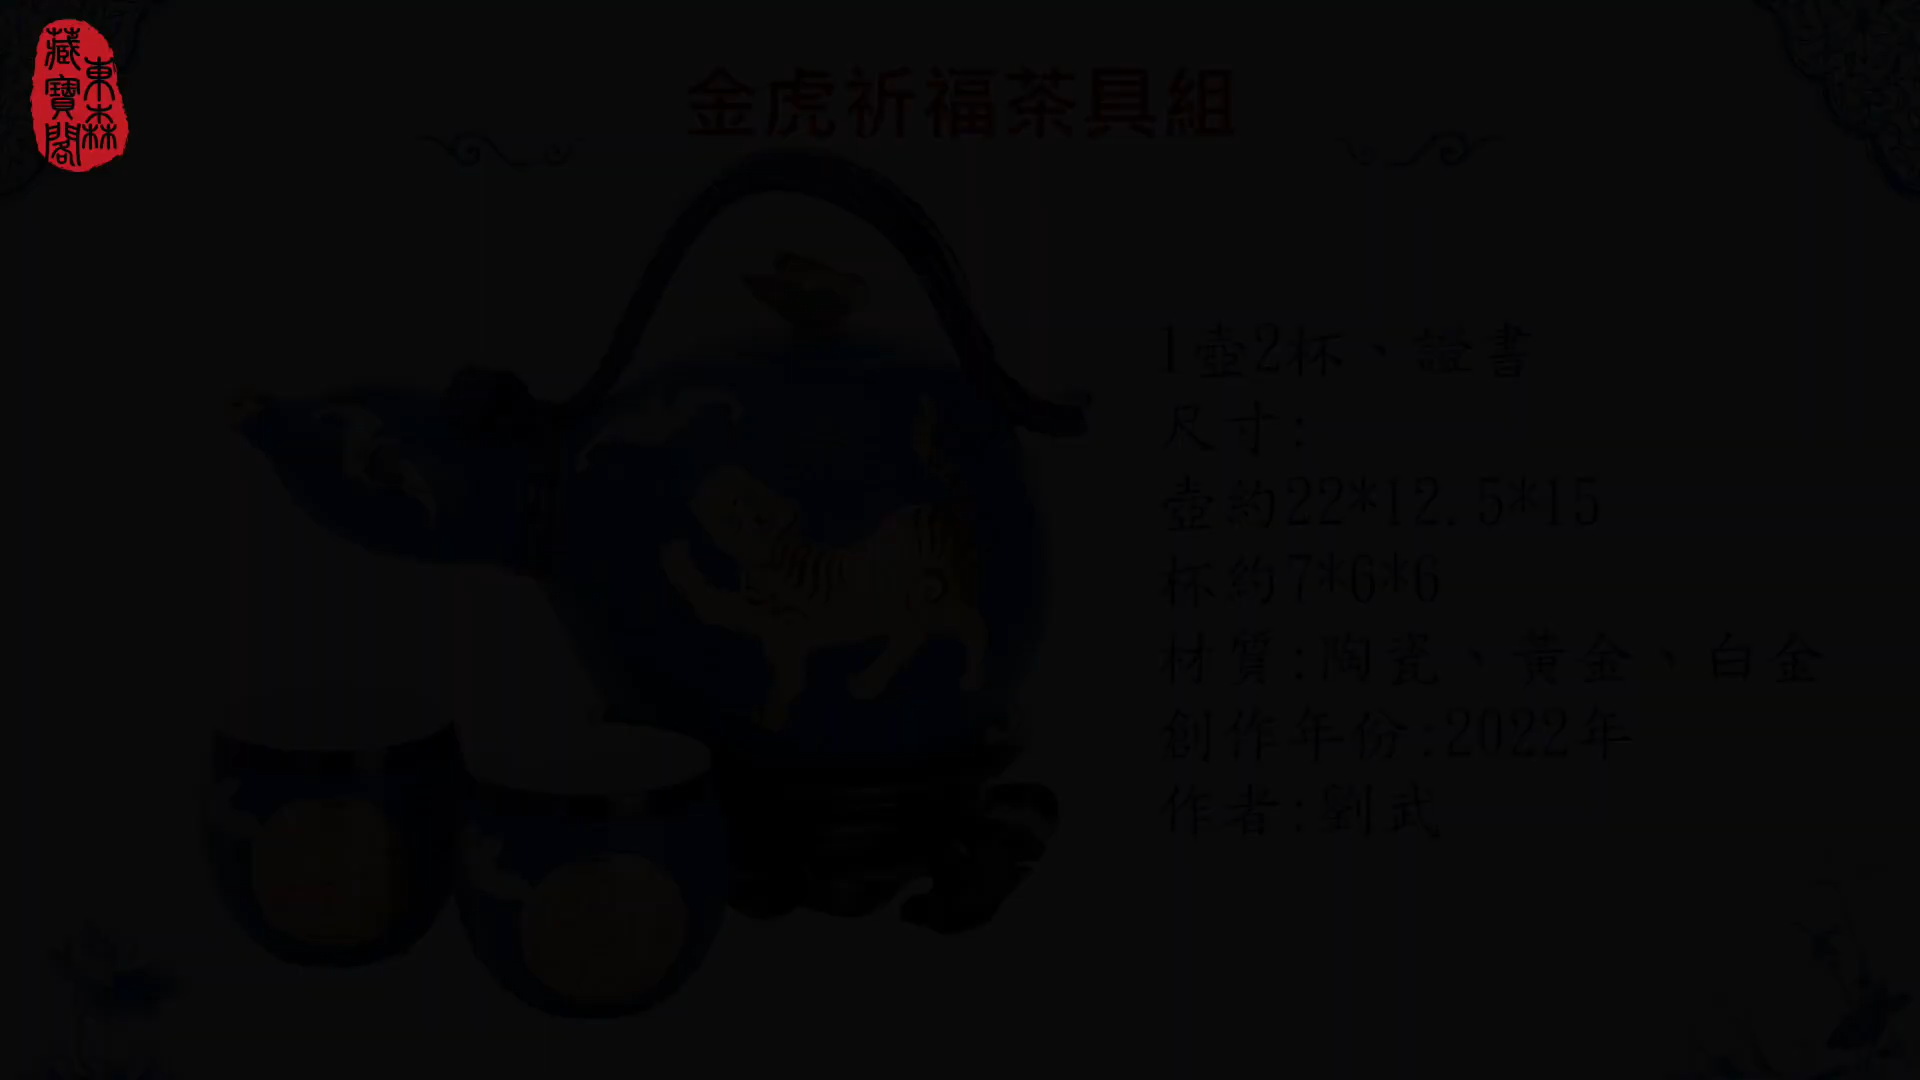 東森
藏寶閣
金虎祈福茶具組
1壺2杯、證書
尺寸:
壺約22*12.5*15
杯約7*6*6
材質:陶瓷、黃金、白金
創作年份:2022年
作者:劉武